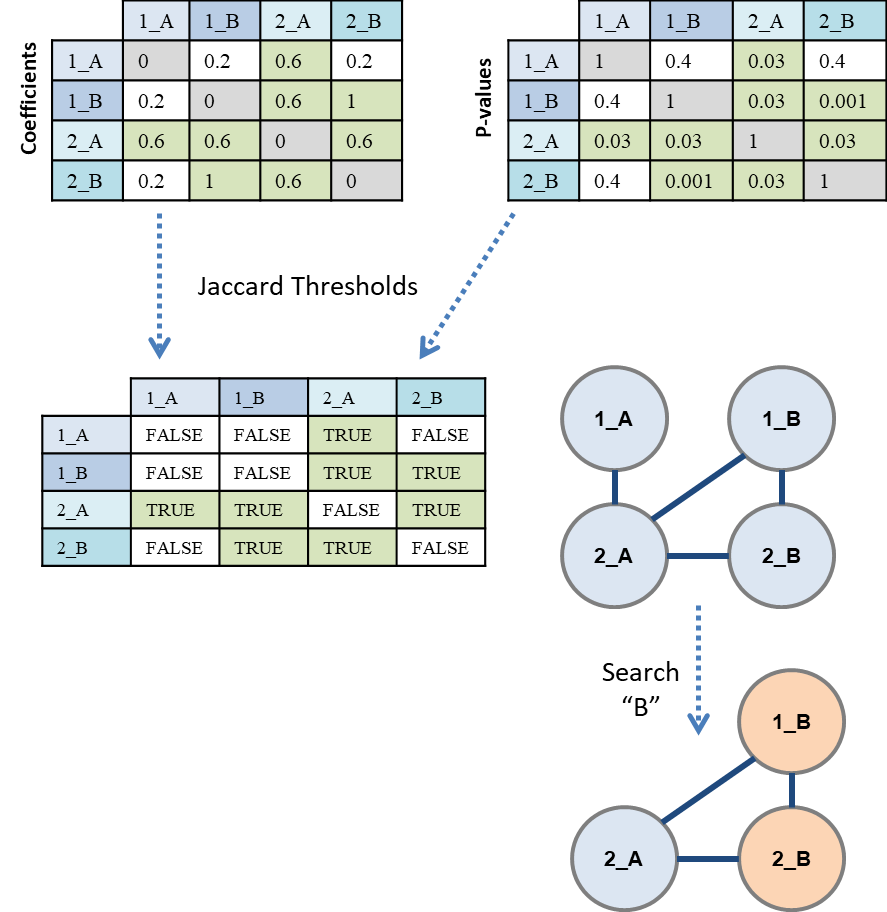 Coefficients
1_A 1_B 2_A 2_B
1_A 0 0.2 0.6 0.2
1_B 0.2 0 0.6 1
2_A 0.6 0.6 0 0.6
2_B 0.2 1 0.6 0
P-values
1_A 1_B 2_A 2_B
1_A 1 0.4 0.03 0.4
1_B 0.4 1 0.03 0.001
2_A 0.03 0.03 1 0.03
2_B 0.4 0.001 0.03 1
Jaccard Thresholds
1_A 1_B 2_A 2_B
1_A FALSE FALSE TRUE FALSE
1_B FALSE FALSE TRUE TRUE
2_A TRUE TRUE FALSE TRUE
2_B FALSE TRUE TRUE FALSE
1_A 1_B
2_A 2_B
Search
“B”
1_B
2_A 2_B